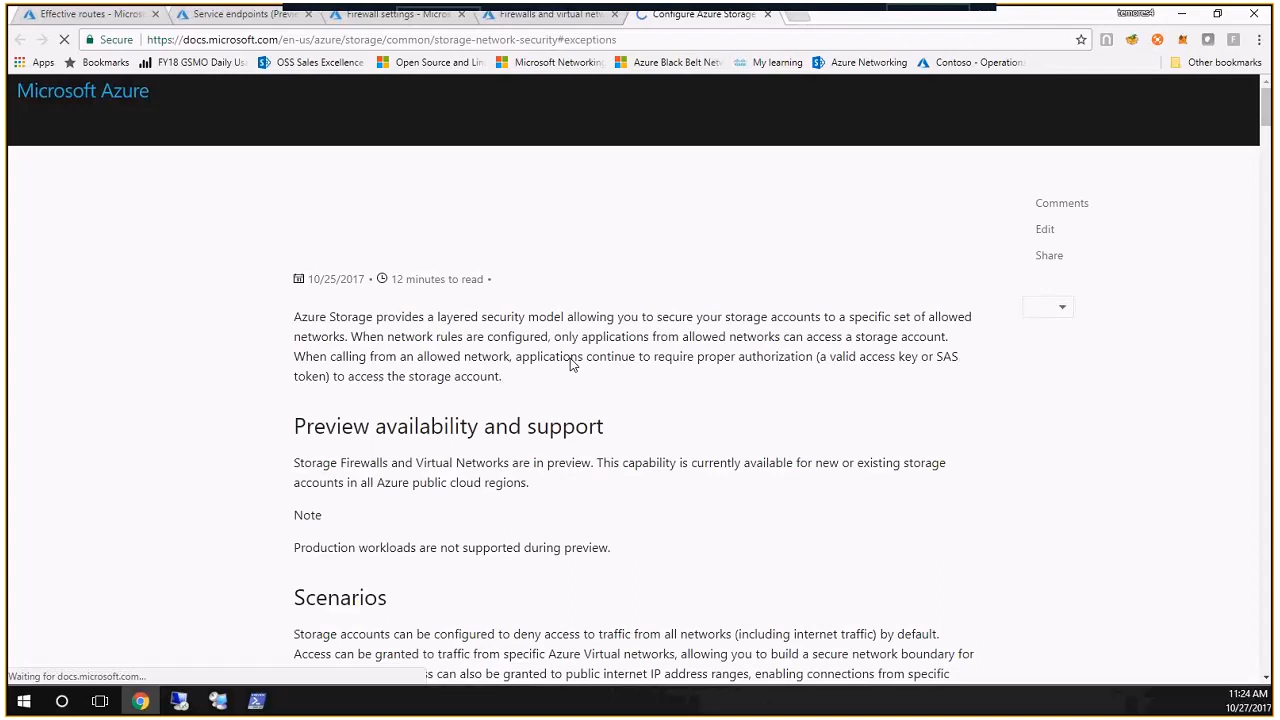 Effective routes - Micros
Service endpoints (Previ
Firewall settings - Micros
Firewalls and virtual net
Configure Azure Storage
temores4
Secure
https://docs.microsoft.com/en-us/azure/storage/common/storage-network-security#exceptions
Apps
Bookmarks
FY18 GSMO Daily Us
OSS Sales Excellence
Open Source and Lin
Microsoft Networking
Azure Black Belt Net
My learning
Azure Networking
Contoso - Operation
Other bookmarks
Microsoft Azure
Comments
Edit
Share
10/25/2017 • 12 minutes to read •
Azure Storage provides a layered security model allowing you to secure your storage accounts to a specific set of allowed
networks. When network rules are configured, only applications from allowed networks can access a storage account.
When calling from an allowed network, applications continue to require proper authorization (a valid access key or SAS
token) to access the storage account.
Preview availability and support
Storage Firewalls and Virtual Networks are in preview. This capability is currently available for new or existing storage
accounts in all Azure public cloud regions.
Note
Production workloads are not supported during preview.
Scenarios
Storage accounts can be configured to deny access to traffic from all networks (including internet traffic) by default.
Access can be granted to traffic from specific Azure Virtual networks, allowing you to build a secure network boundary for
can also be granted to public internet IP address ranges, enabling connections from specific
Waiting for docs.microsoft.com...
11:24 AM
10/27/2017